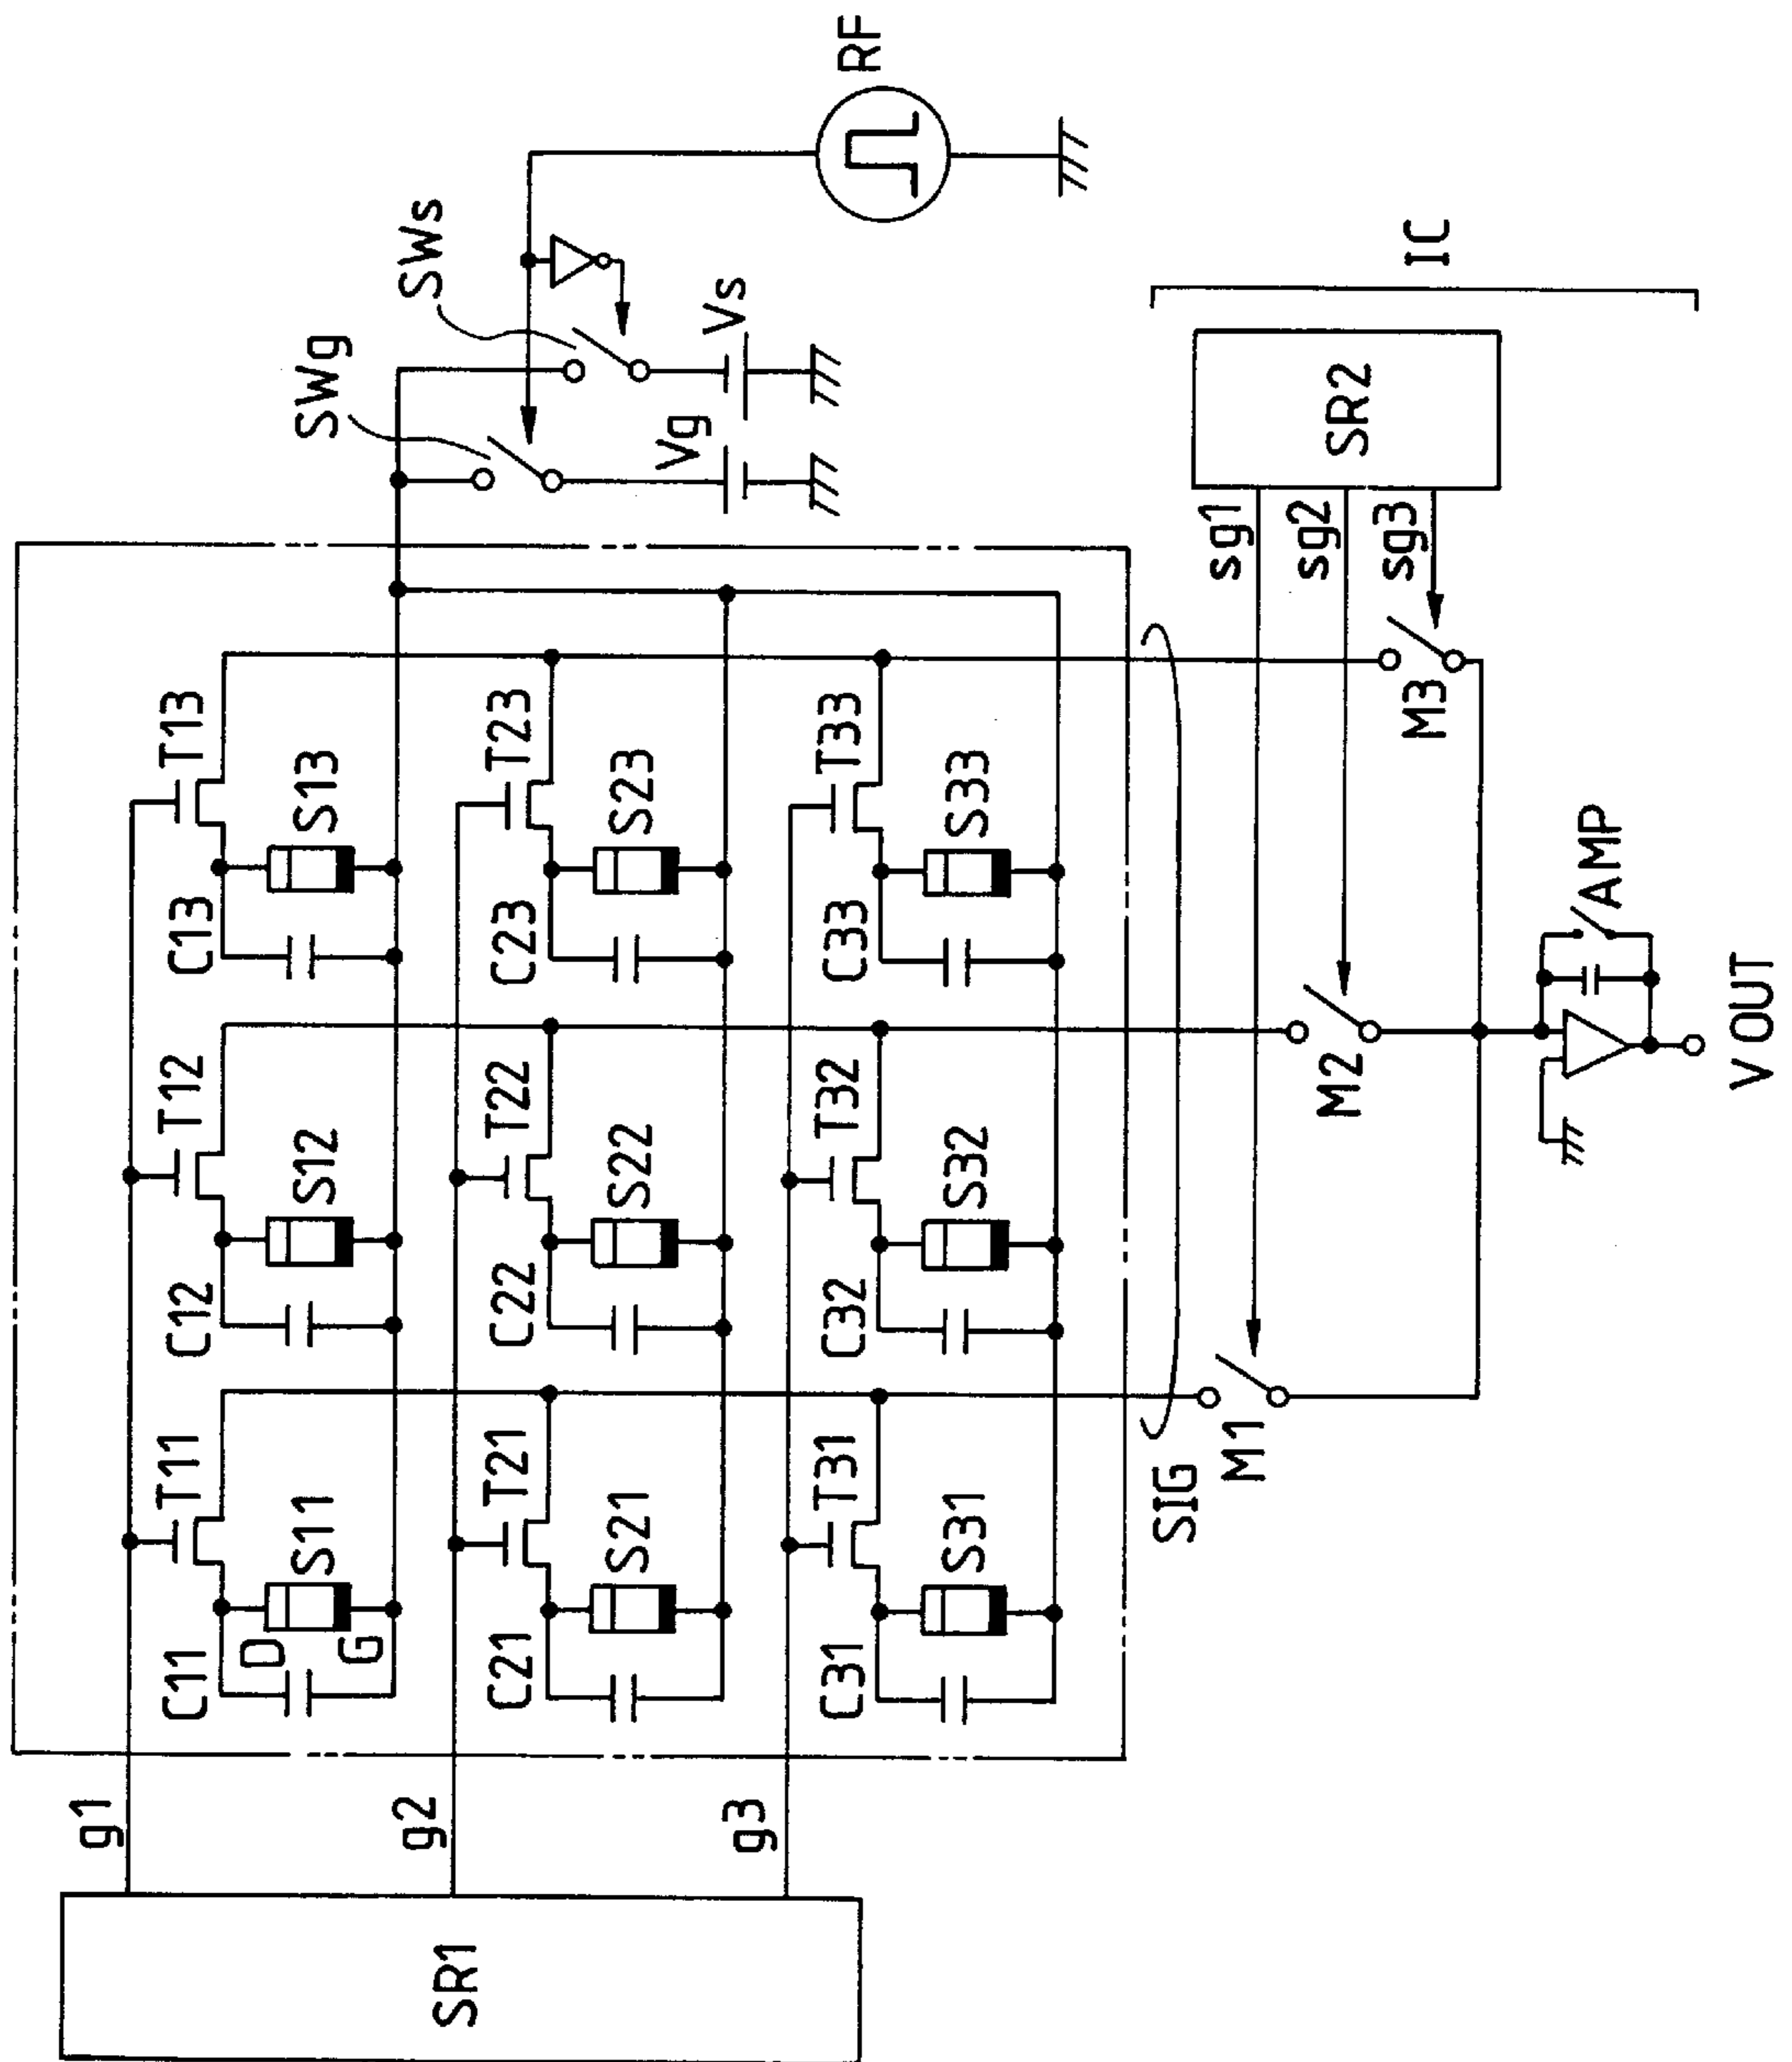 SR1
g1
g2
g3
C11
D
G
S11
T11
C12
S12
T12
C13
S13
T13
C21
S21
T21
C22
S22
T22
C23
S23
T23
C31
S31
T31
C32
S32
T32
C33
S33
T33
SWg
SWs
Vg
Vs
RF
SIG
M1
M2
M3
sg1
sg2
sg3
SR2
IC
AMP
V OUT